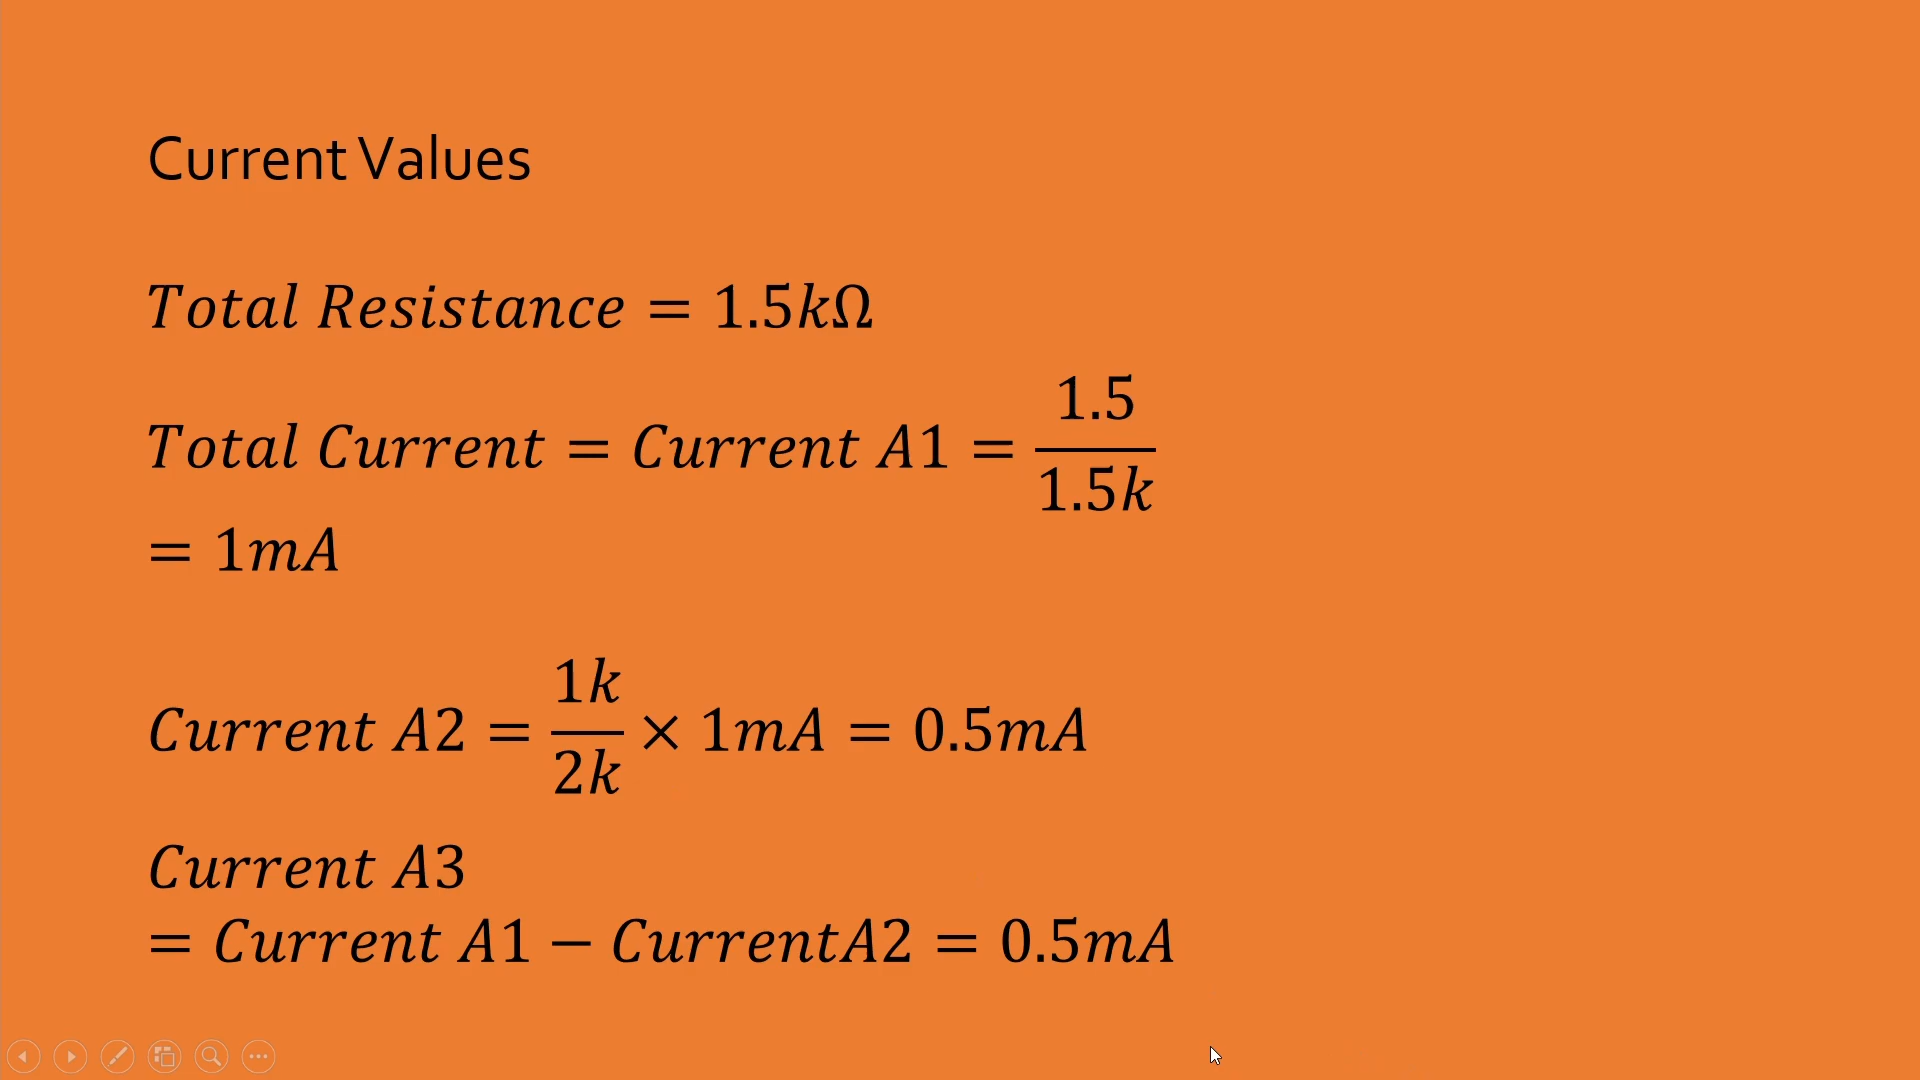 Current Values
Total Resistance = 1.5kΩ
Total Current = Current A1 = 1.5/1.5k
= 1mA
Current A2 = 1k/2k × 1mA = 0.5mA
Current A3
= Current A1 − CurrentA2 = 0.5mA